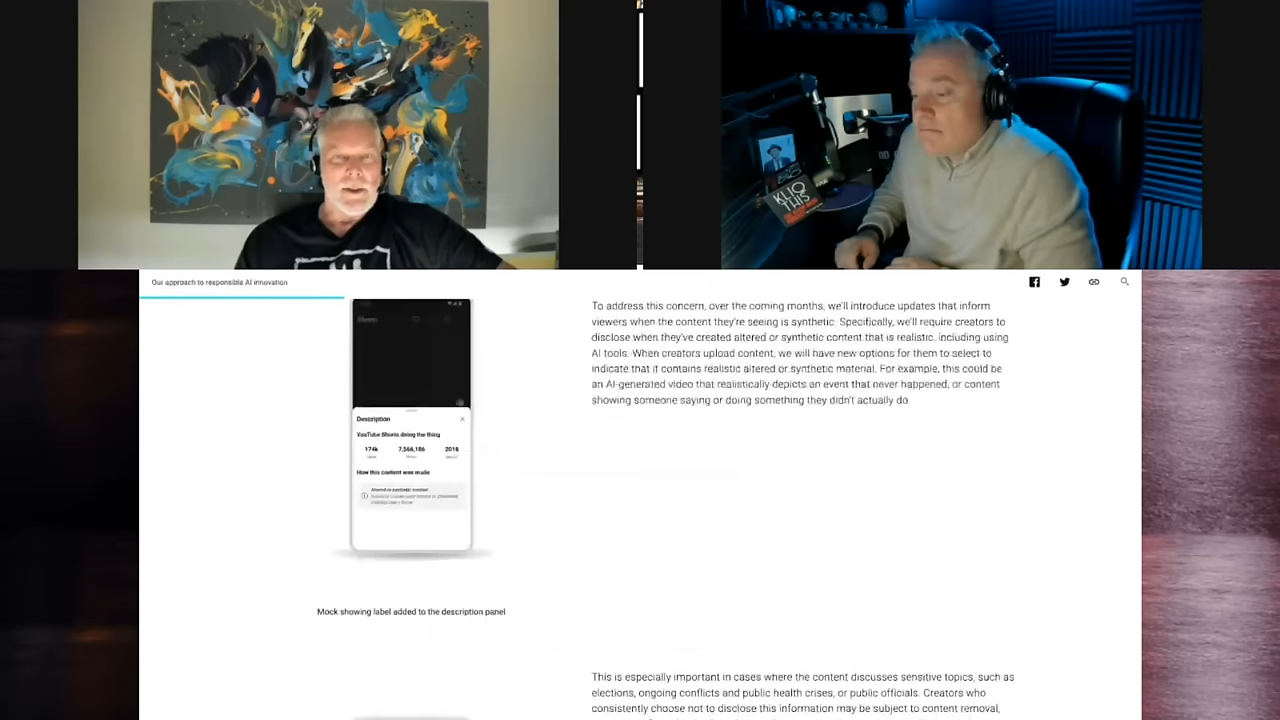 KLIQ
THIS
Our approach to responsible AI innovation
To address this concern, over the coming months, we'll introduce updates that inform
viewers when the content they're seeing is synthetic. Specifically, we'll require creators to
disclose when they've created altered or synthetic content that is realistic, including using
AI tools. When creators upload content, we will have new options for them to select to
indicate that it contains realistic altered or synthetic material. For example, this could be
an AI-generated video that realistically depicts an event that never happened, or content
showing someone saying or doing something they didn't actually do.
Shorts
Description
YouTube Shorts doing the thing
174k 7,566,186 2018
How this content was made
Altered or synthetic content
Mock showing label added to the description panel
This is especially important in cases where the content discusses sensitive topics, such as
elections, ongoing conflicts and public health crises, or public officials. Creators who
consistently choose not to disclose this information may be subject to content removal,